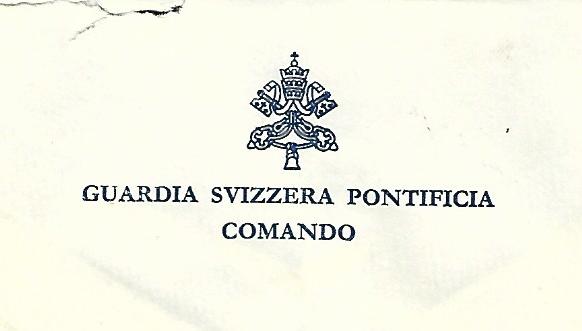 GUARDIA SVIZZERA PONTIFICIA
COMANDO